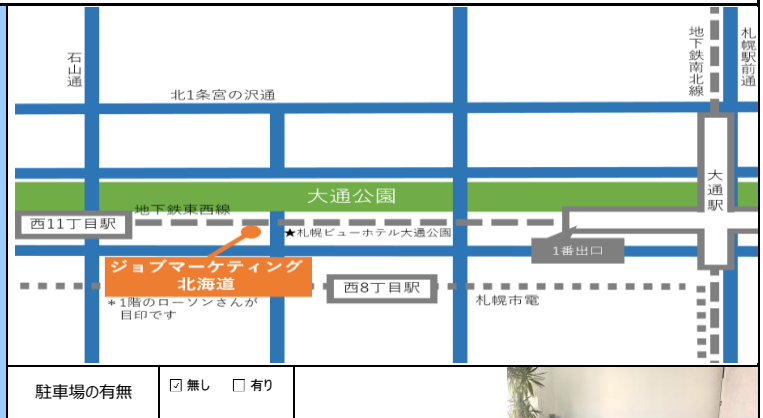 石山通
北1条宮の沢通
地下鉄南北線
札幌駅前通
大通公園
大通駅
地下鉄東西線
西11丁目駅
★札幌ビューホテル大通公園
1番出口
ジョブマーケティング
北海道
西8丁目駅
札幌市電
*1階のローソンさんが
目印です
駐車場の有無
☑ 無し □ 有り